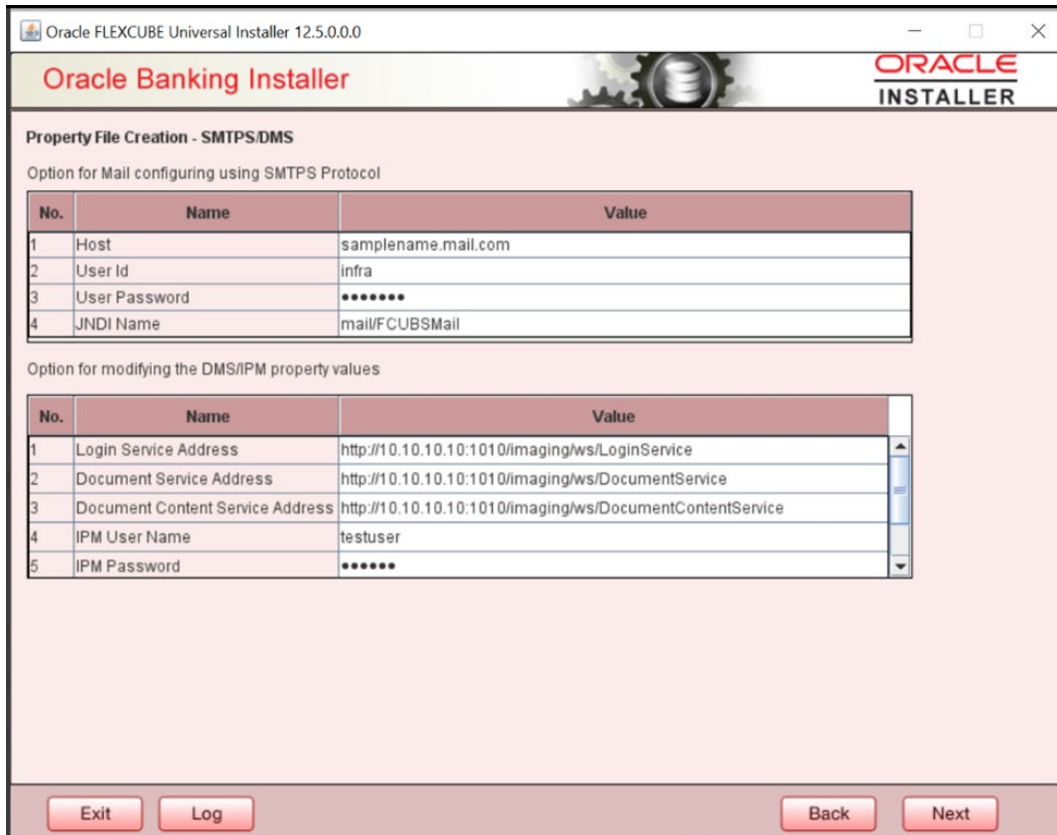 Oracle FLEXCUBE Universal Installer 12.5.0.0.0
Oracle Banking Installer
ORACLE
INSTALLER
Property File Creation - SMTPS/DMS
Option for Mail configuring using SMTPS Protocol
No. Name Value
1 Host samplename.mail.com
2 User Id infra
3 User Password •••••••
4 JNDI Name mail/FCUBSMail
Option for modifying the DMS/IPM property values
No. Name Value
1 Login Service Address http://10.10.10.10:1010/imaging/ws/LoginService
2 Document Service Address http://10.10.10.10:1010/imaging/ws/DocumentService
3 Document Content Service Address http://10.10.10.10:1010/imaging/ws/DocumentContentService
4 IPM User Name testuser
5 IPM Password ••••••
Exit Log Back Next